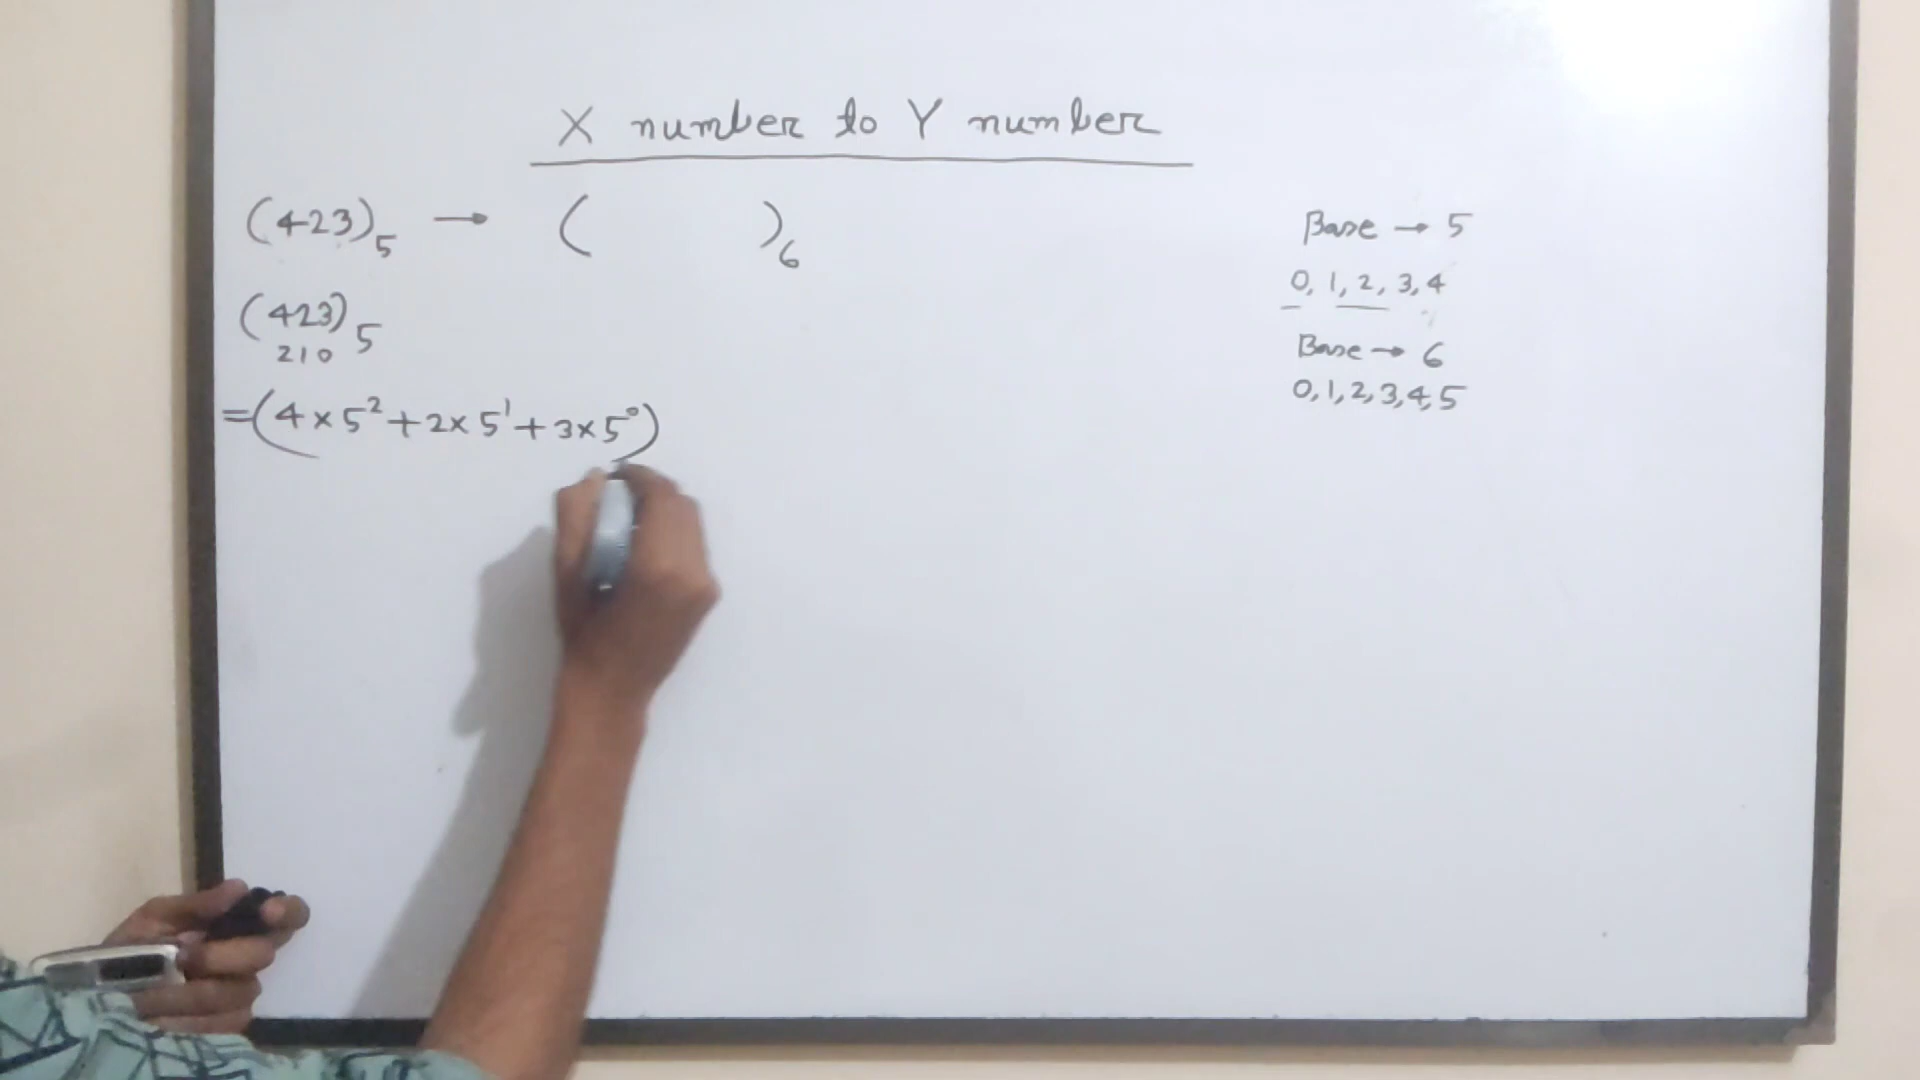 X number to Y number
(423)₅ → (      )₆
(423)₅
210
=(4×5²+2×5¹+3×5⁰)
Base → 5
0, 1, 2, 3, 4
Base → 6
0, 1, 2, 3, 4, 5